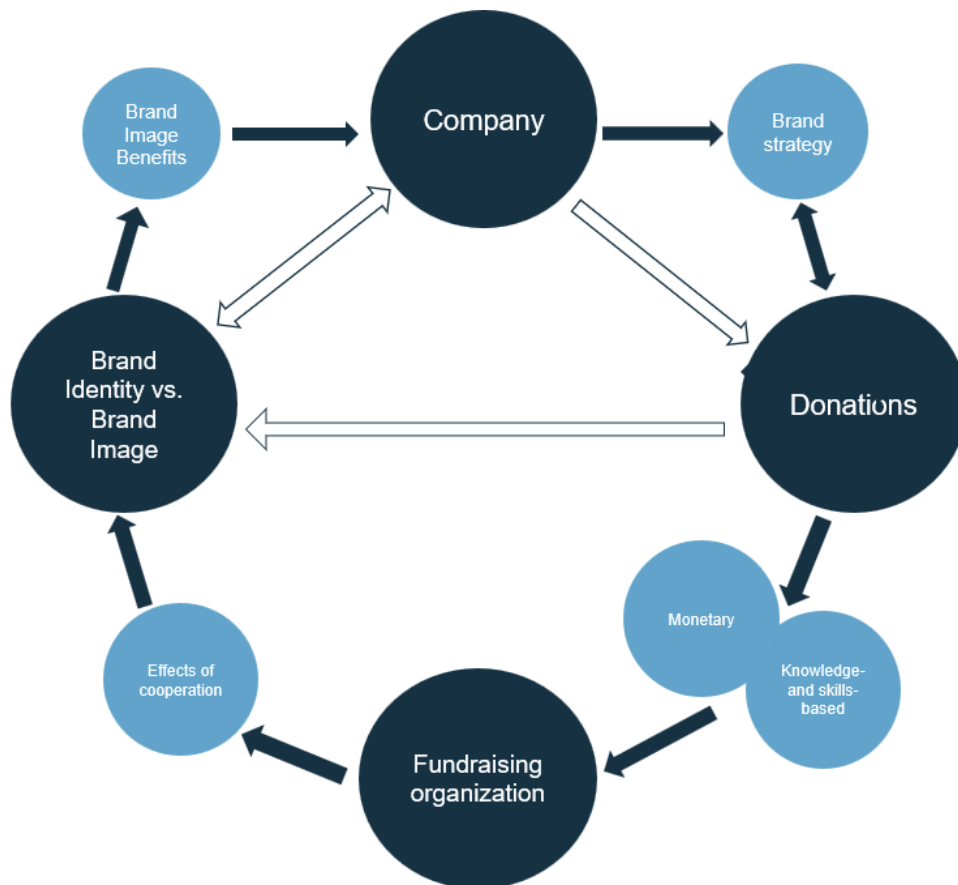 Company
Brand
Image
Benefits
Brand
strategy
Brand
Identity vs.
Brand
Image
Donations
Monetary
Knowledge-
and skills-
based
Effects of
cooperation
Fundraising
organization